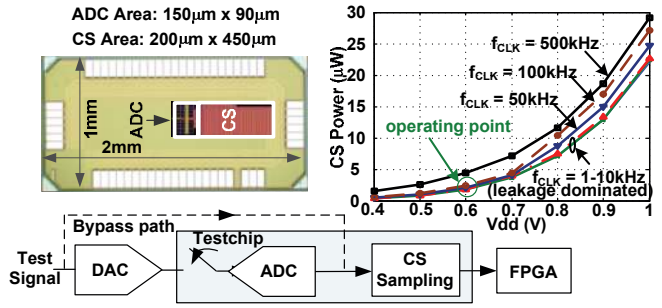 ADC Area: 150µm x 90µm
CS Area: 200µm x 450µm
ADC
CS
1mm
2mm
CS Power (µW)
30
25
20
15
10
5
0
0.4
0.5
0.6
0.7
0.8
0.9
1
Vdd (V)
fCLK = 500kHz
fCLK = 100kHz
fCLK = 50kHz
operating point
fCLK = 1-10kHz
(leakage dominated)
Bypass path
Testchip
Test
Signal
DAC
ADC
CS
Sampling
FPGA